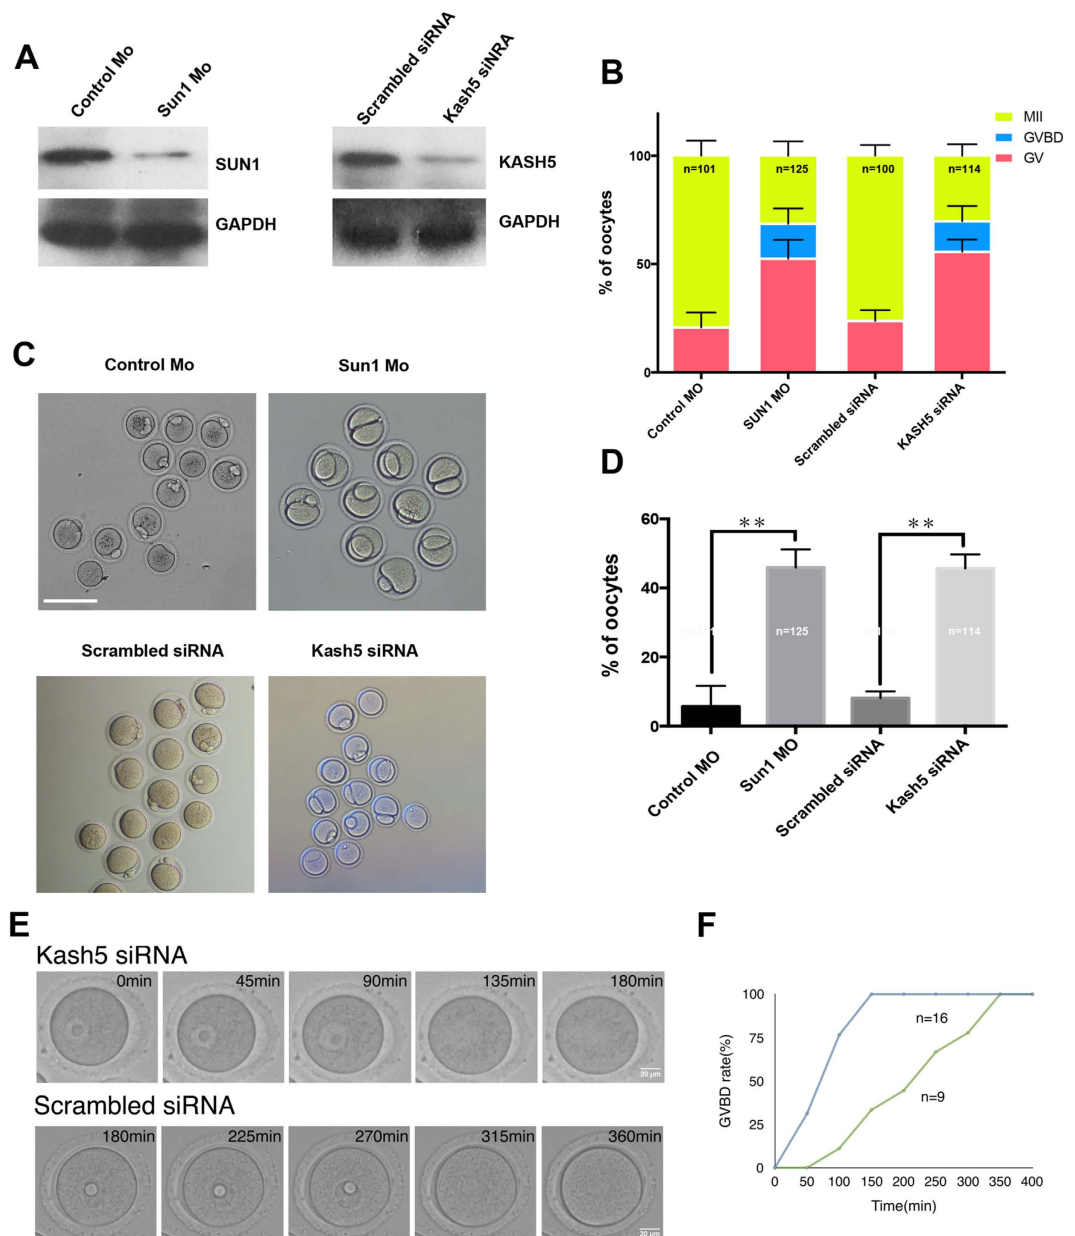 A
Control Mo
Sun1 Mo
SUN1
GAPDH
Scrambled siRNA
Kash5 siNRA
KASH5
GAPDH
B
MII
GVBD
GV
% of oocytes
100
50
0
n=101
n=125
n=100
n=114
Control MO
SUN1 MO
Scrambled siRNA
KASH5 siRNA
C
Control Mo
Sun1 Mo
Scrambled siRNA
Kash5 siRNA
D
% of oocytes
60
40
20
0
**
**
n=125
n=114
Control MO
Sun1 MO
Scrambled siRNA
Kash5 siRNA
E
Kash5 siRNA
0min
45min
90min
135min
180min
20 µm
Scrambled siRNA
180min
225min
270min
315min
360min
20 µm
F
GVBD rate(%)
100
75
50
25
0
n=16
n=9
0 50 100 150 200 250 300 350 400
Time(min)